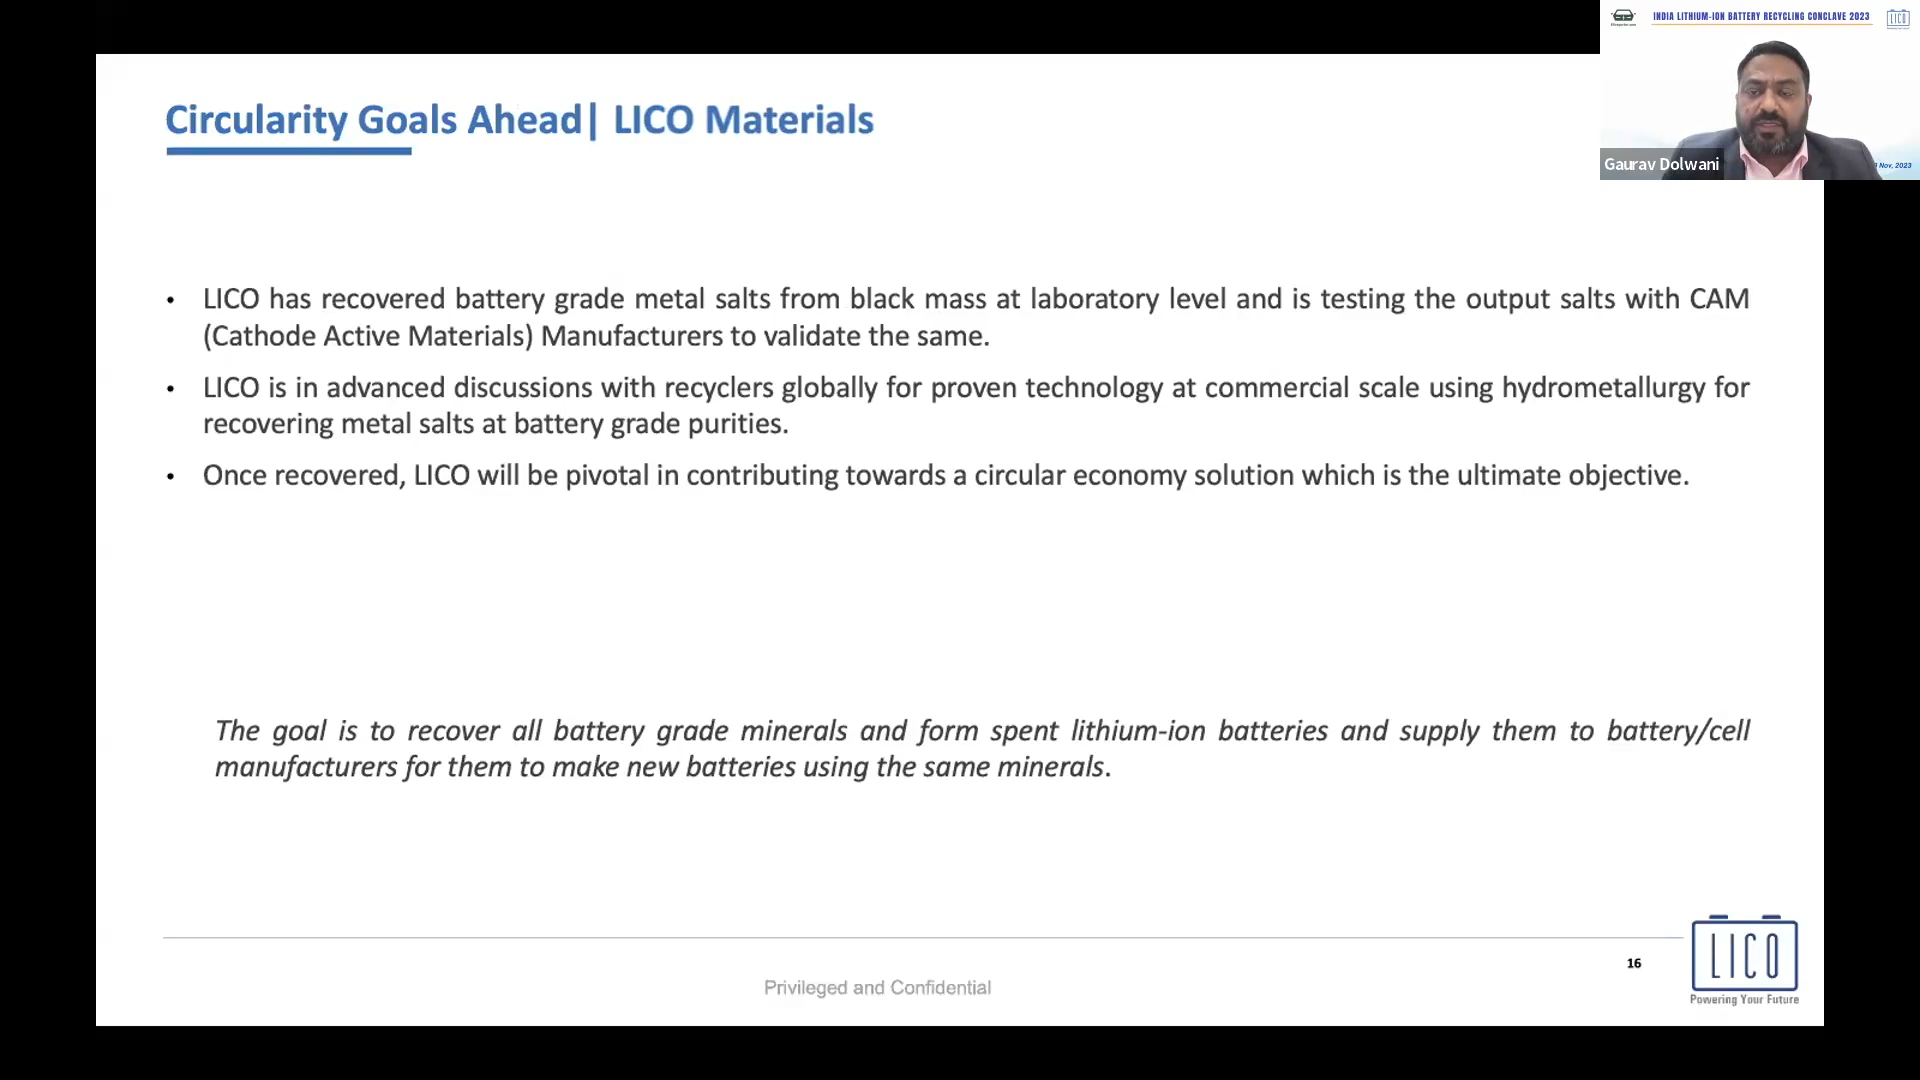 INDIA LITHIUM-ION BATTERY RECYCLING CONCLAVE 2023
LICO
Gaurav Dolwani
Nov, 2023
Circularity Goals Ahead| LICO Materials
• LICO has recovered battery grade metal salts from black mass at laboratory level and is testing the output salts with CAM
(Cathode Active Materials) Manufacturers to validate the same.
• LICO is in advanced discussions with recyclers globally for proven technology at commercial scale using hydrometallurgy for
recovering metal salts at battery grade purities.
• Once recovered, LICO will be pivotal in contributing towards a circular economy solution which is the ultimate objective.
The goal is to recover all battery grade minerals and form spent lithium-ion batteries and supply them to battery/cell
manufacturers for them to make new batteries using the same minerals.
16
LICO
Powering Your Future
Privileged and Confidential